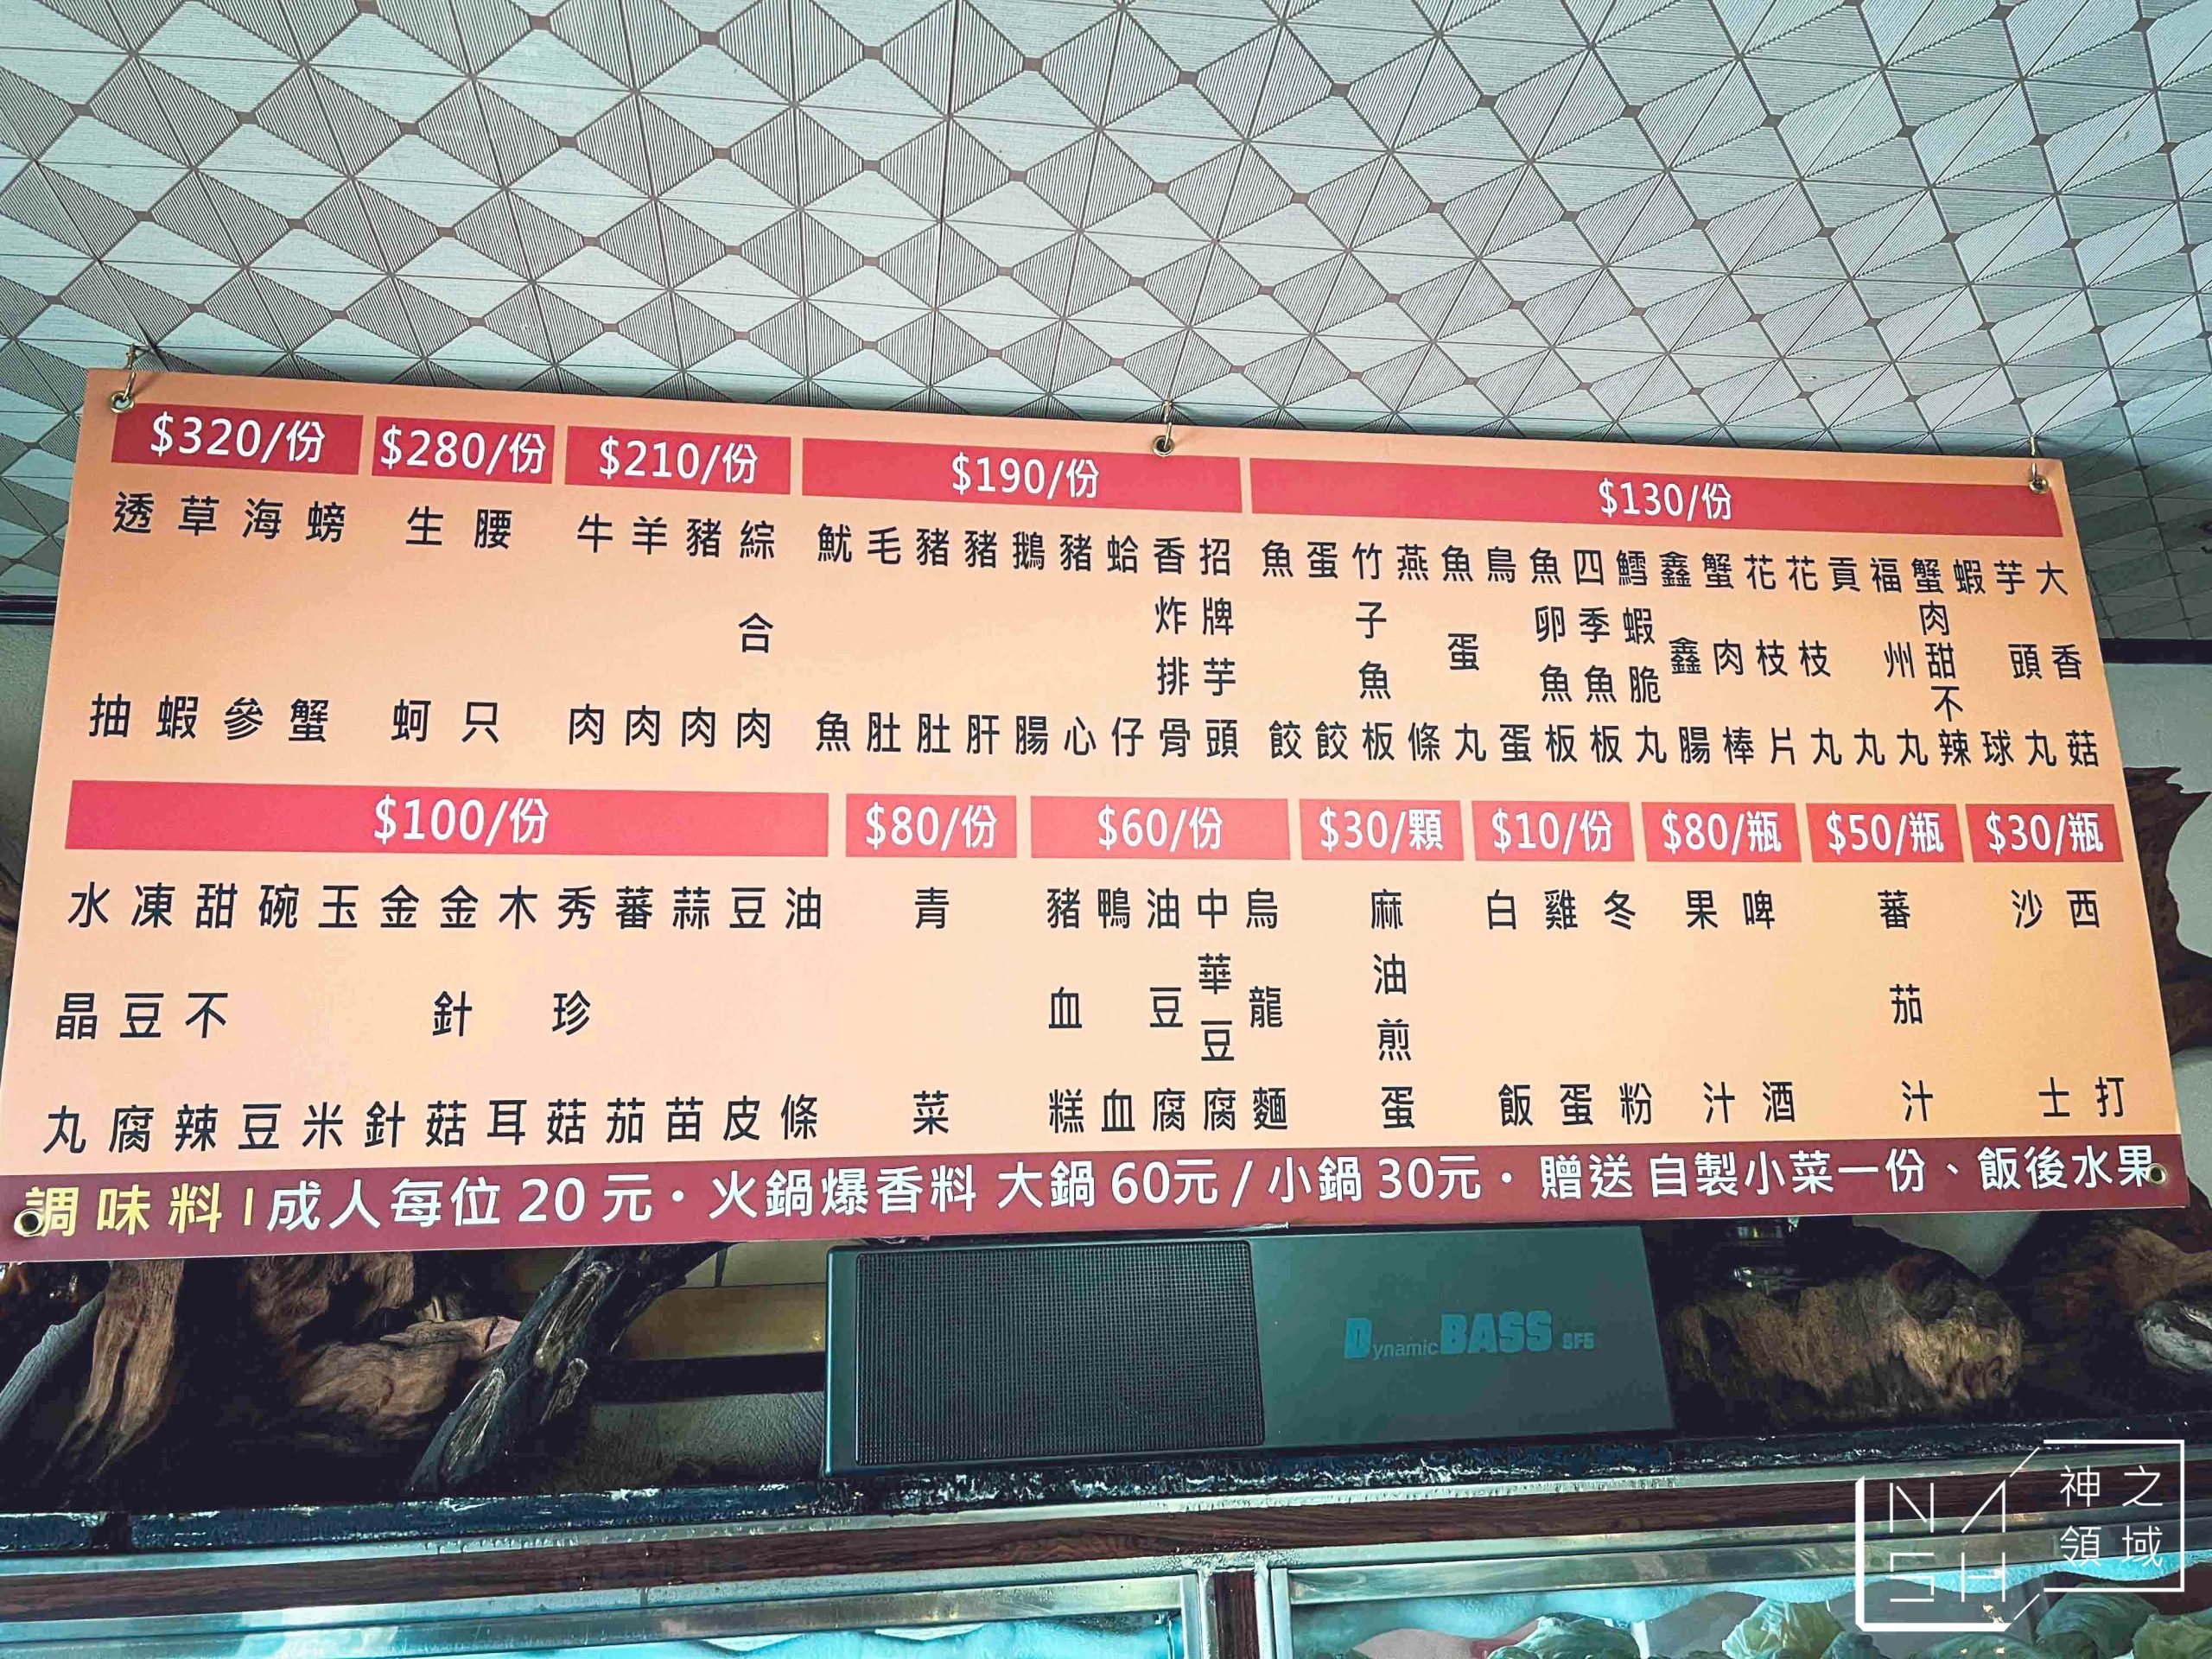 $320/份
透抽
草蝦
海參
螃蟹
$280/份
生蚵
腰只
$210/份
牛肉
羊肉
豬肉
綜合肉
$190/份
魷魚
毛肚
豬肚
豬肝
鵝腸
豬心
蛤仔
香炸排骨
招牌芋頭
$130/份
魚餃
蛋餃
竹子魚板
燕條
魚蛋丸
鳥蛋
魚卵魚板
四季魚板
鱈蝦脆丸
鑫鑫腸
蟹肉棒
花枝片
花枝丸
貢丸
福州丸
蟹肉甜不辣
蝦球
芋頭丸
大香菇
$100/份
水晶丸
凍豆腐
甜不辣
碗豆
玉米
金針
金針菇
木耳
秀珍菇
蕃茄
蒜苗
豆皮
油條
$80/份
青菜
$60/份
豬血糕
鴨血
油豆腐
中華豆腐
烏龍麵
$30/顆
麻油煎蛋
$10/份
白飯
雞蛋
冬粉
$80/瓶
果汁
啤酒
$50/瓶
蕃茄汁
$30/瓶
沙士
西打
調味料 | 成人每位 20 元・火鍋爆香料 大鍋 60元 / 小鍋 30元・贈送 自製小菜一份、飯後水果
Dynamic BASS SF5
NASH
神之領域